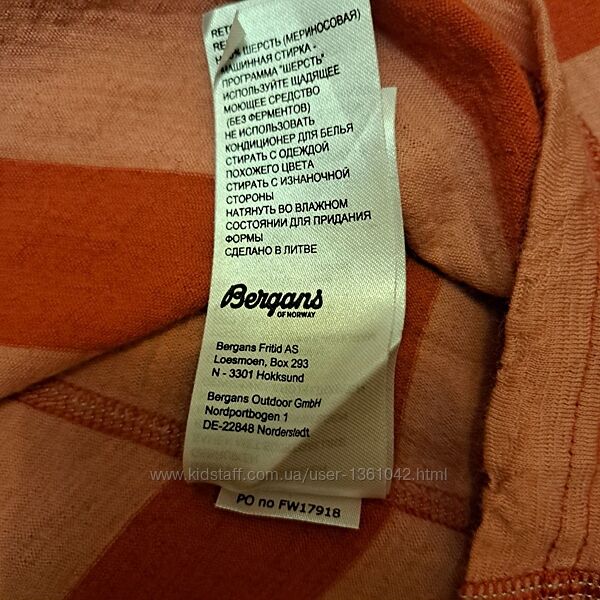 100% ШЕРСТЬ (МЕРИНОСОВАЯ)
МАШИННАЯ СТИРКА -
ПРОГРАММА "ШЕРСТЬ"
ИСПОЛЬЗУЙТЕ ЩАДЯЩЕЕ
МОЮЩЕЕ СРЕДСТВО
(БЕЗ ФЕРМЕНТОВ)
НЕ ИСПОЛЬЗОВАТЬ
КОНДИЦИОНЕР ДЛЯ БЕЛЬЯ
СТИРАТЬ С ОДЕЖДОЙ
ПОХОЖЕГО ЦВЕТА
СТИРАТЬ С ИЗНАНОЧНОЙ
СТОРОНЫ
НАТЯНУТЬ ВО ВЛАЖНОМ
СОСТОЯНИИ ДЛЯ ПРИДАНИЯ
ФОРМЫ
СДЕЛАНО В ЛИТВЕ
Bergans
OF NORWAY
Bergans Fritid AS
Loesmoen, Box 293
N - 3301 Hokksund
Bergans Outdoor GmbH
Nordportbogen 1
DE-22848 Norderstedt
www.kidstaff.com.ua/user-1361042.html
PO no FW17918